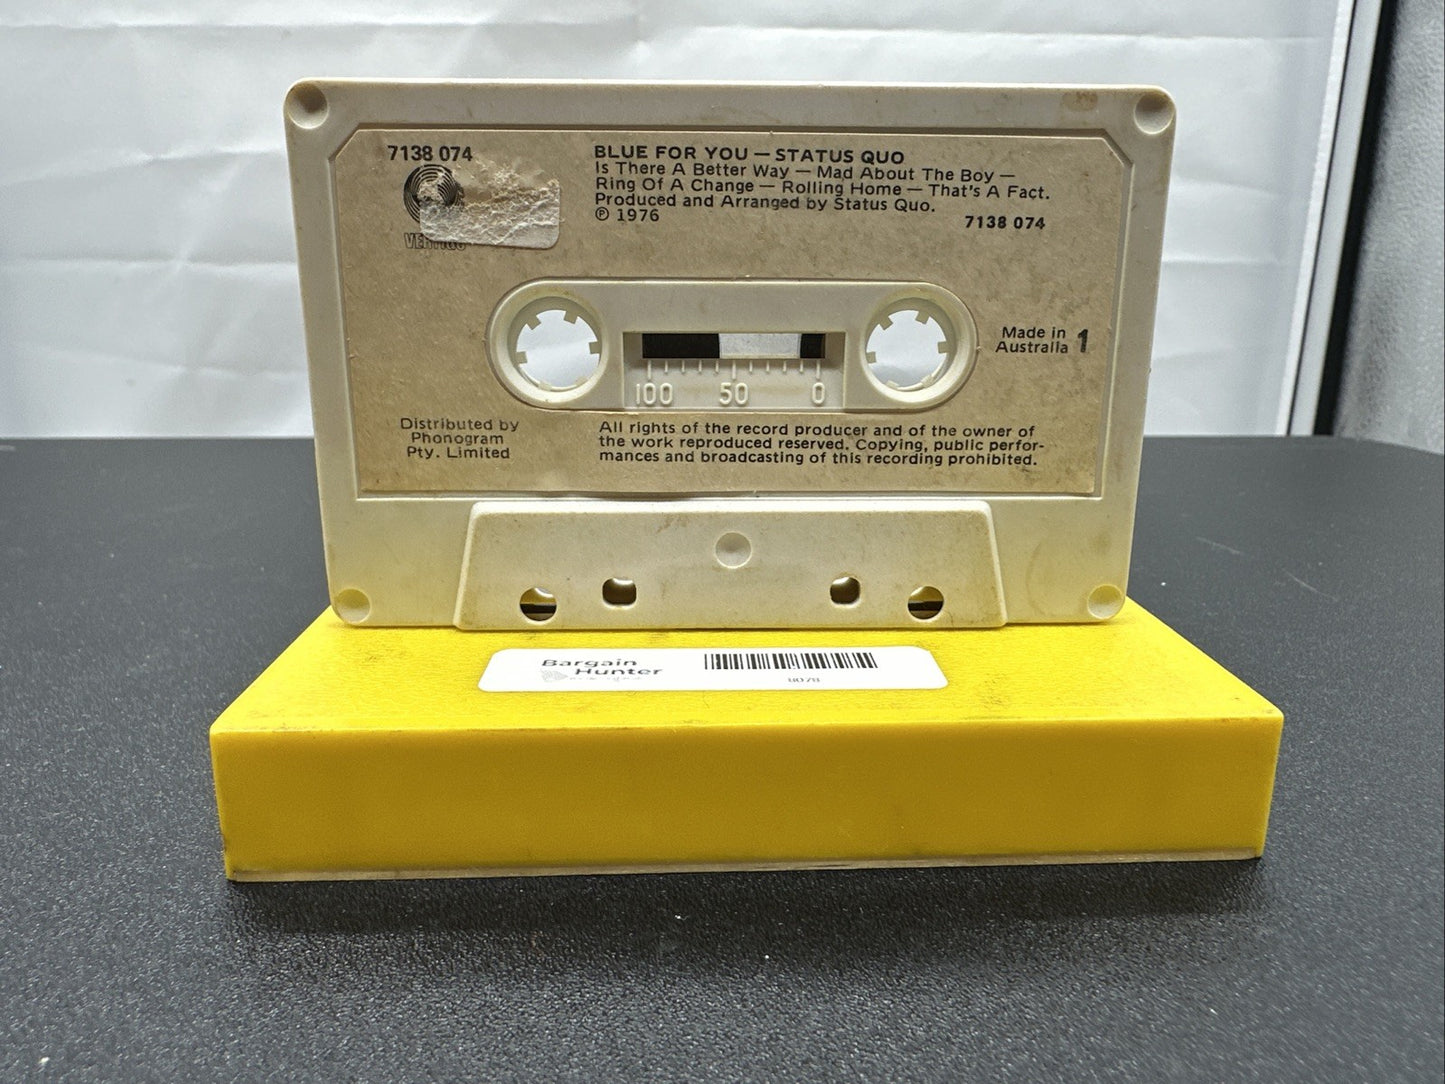 7138 074
VERTIGO
BLUE FOR YOU — STATUS QUO
Is There A Better Way — Mad About The Boy —
Ring Of A Change — Rolling Home — That's A Fact.
Produced and Arranged by Status Quo.
℗ 1976
7138 074
Made in
Australia 1
100 50 0
Distributed by
Phonogram
Pty. Limited
All rights of the record producer and of the owner of
the work reproduced reserved. Copying, public perfor-
mances and broadcasting of this recording prohibited.
Bargain
Hunter
8078